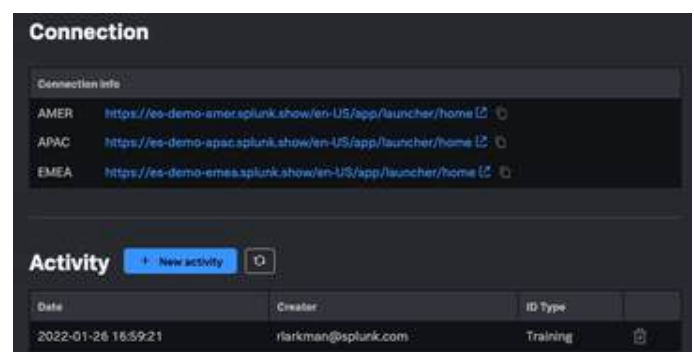 Connection
Connection info
AMER https://es-demo-amer.splunk.show/en-US/app/launcher/home
APAC https://es-demo-apac.splunk.show/en-US/app/launcher/home
EMEA https://es-demo-emea.splunk.show/en-US/app/launcher/home
Activity + New activity
Date Creator ID Type
2022-01-26 16:59:21 rlarkman@splunk.com Training